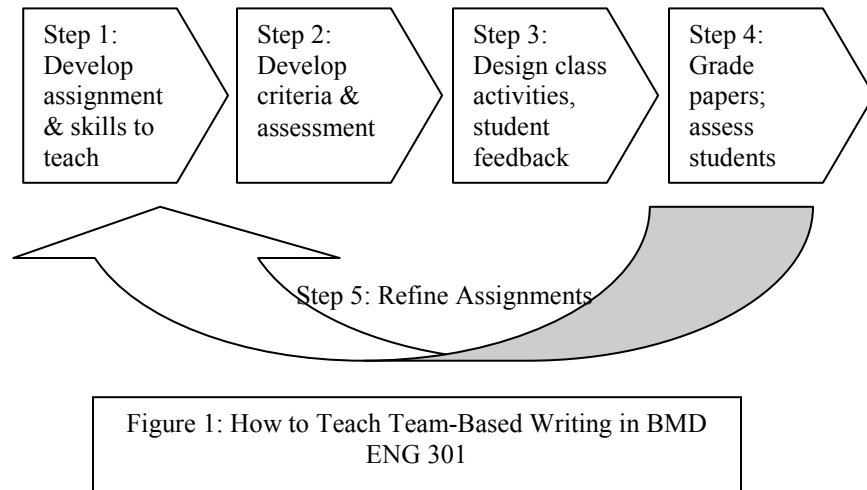 Step 1:
Develop
assignment
& skills to
teach
Step 2:
Develop
criteria &
assessment
Step 3:
Design class
activities,
student
feedback
Step 4:
Grade
papers;
assess
students
Step 5: Refine Assignments
Figure 1: How to Teach Team-Based Writing in BMD
ENG 301